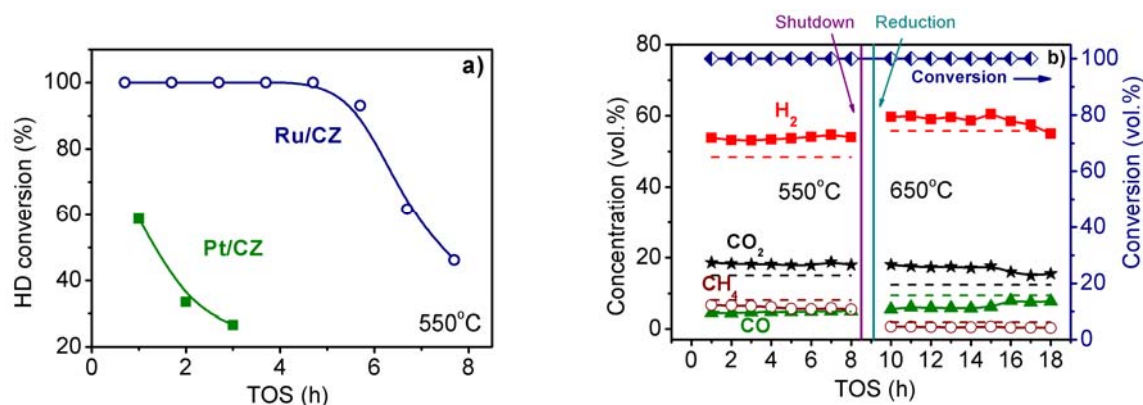 a)
HD conversion (%)
100
80
60
40
20
0
2
4
6
8
TOS (h)
Ru/CZ
Pt/CZ
550°C
Shutdown
Reduction
b)
Concentration (vol.%)
80
60
40
20
0
Conversion (vol.%)
100
80
60
40
20
0
Conversion
H2
550°C
650°C
CO2
CH4
CO
0
2
4
6
8
10
12
14
16
18
TOS (h)